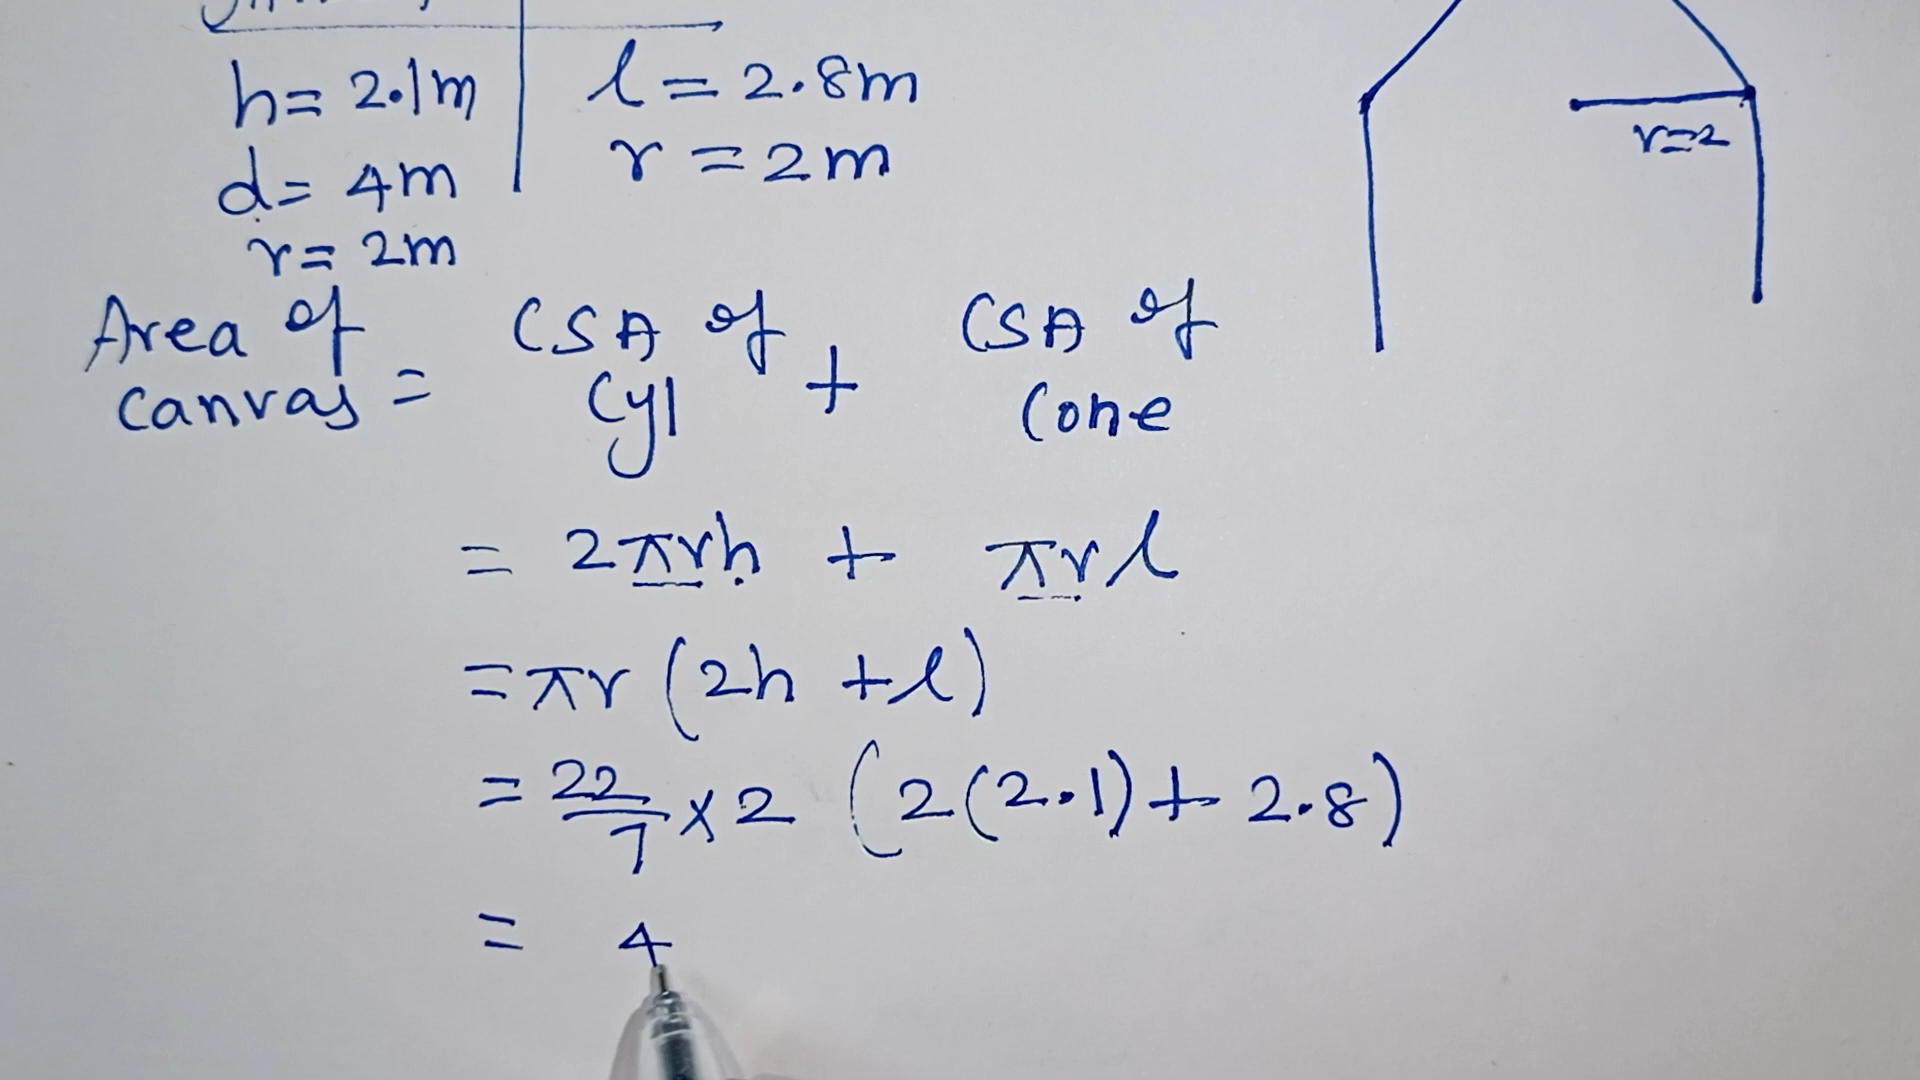 h= 2.1m
l = 2.8m
d= 4m
r = 2m
r= 2m
r=2
Area of canvas = CSA of Cyl + CSA of Cone
= 2πrh + πrl
= πr (2h + l)
= 22/7 × 2 (2(2.1) + 2.8)
= 4